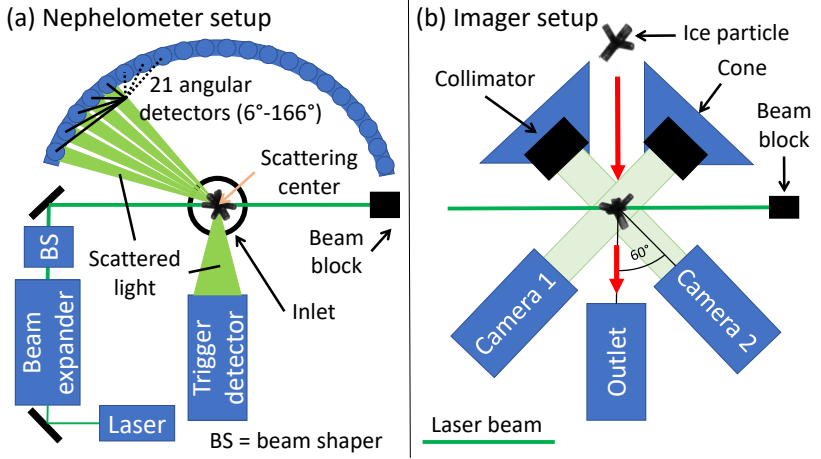 (a) Nephelometer setup
21 angular
detectors (6°-166°)
Scattering
center
Beam
block
BS
Scattered
light
Inlet
Beam
expander
Trigger
detector
Laser
BS = beam shaper
(b) Imager setup
Ice particle
Collimator
Cone
Beam
block
60°
Camera 1
Camera 2
Outlet
Laser beam